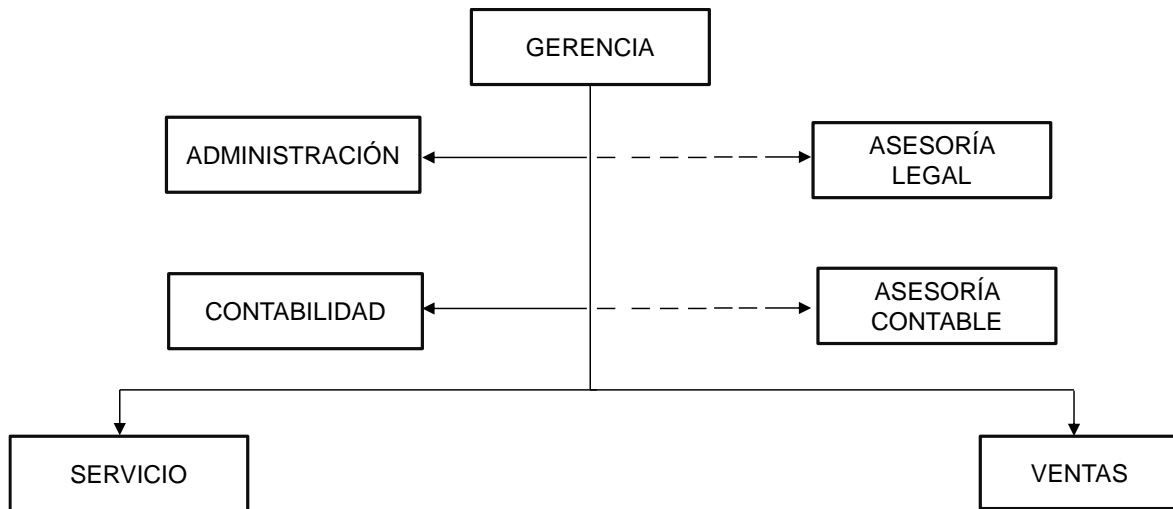 GERENCIA
ADMINISTRACIÓN
ASESORÍA
LEGAL
CONTABILIDAD
ASESORÍA
CONTABLE
SERVICIO
VENTAS